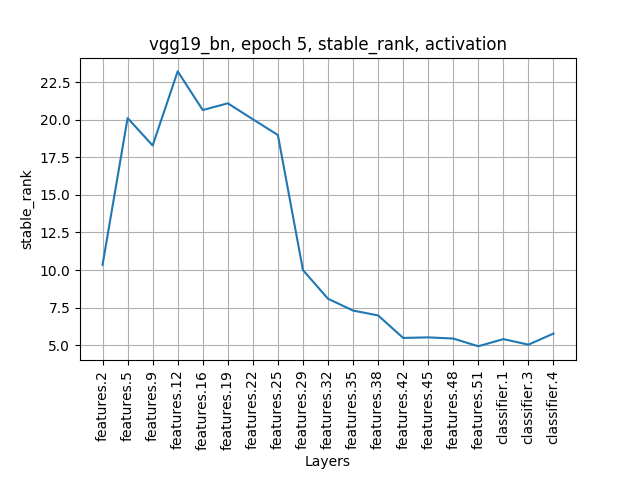 vgg19_bn, epoch 5, stable_rank, activation
stable_rank
22.5
20.0
17.5
15.0
12.5
10.0
7.5
5.0
features.2
features.5
features.9
features.12
features.16
features.19
features.22
features.25
features.29
features.32
features.35
features.38
features.42
features.45
features.48
features.51
classifier.1
classifier.3
classifier.4
Layers